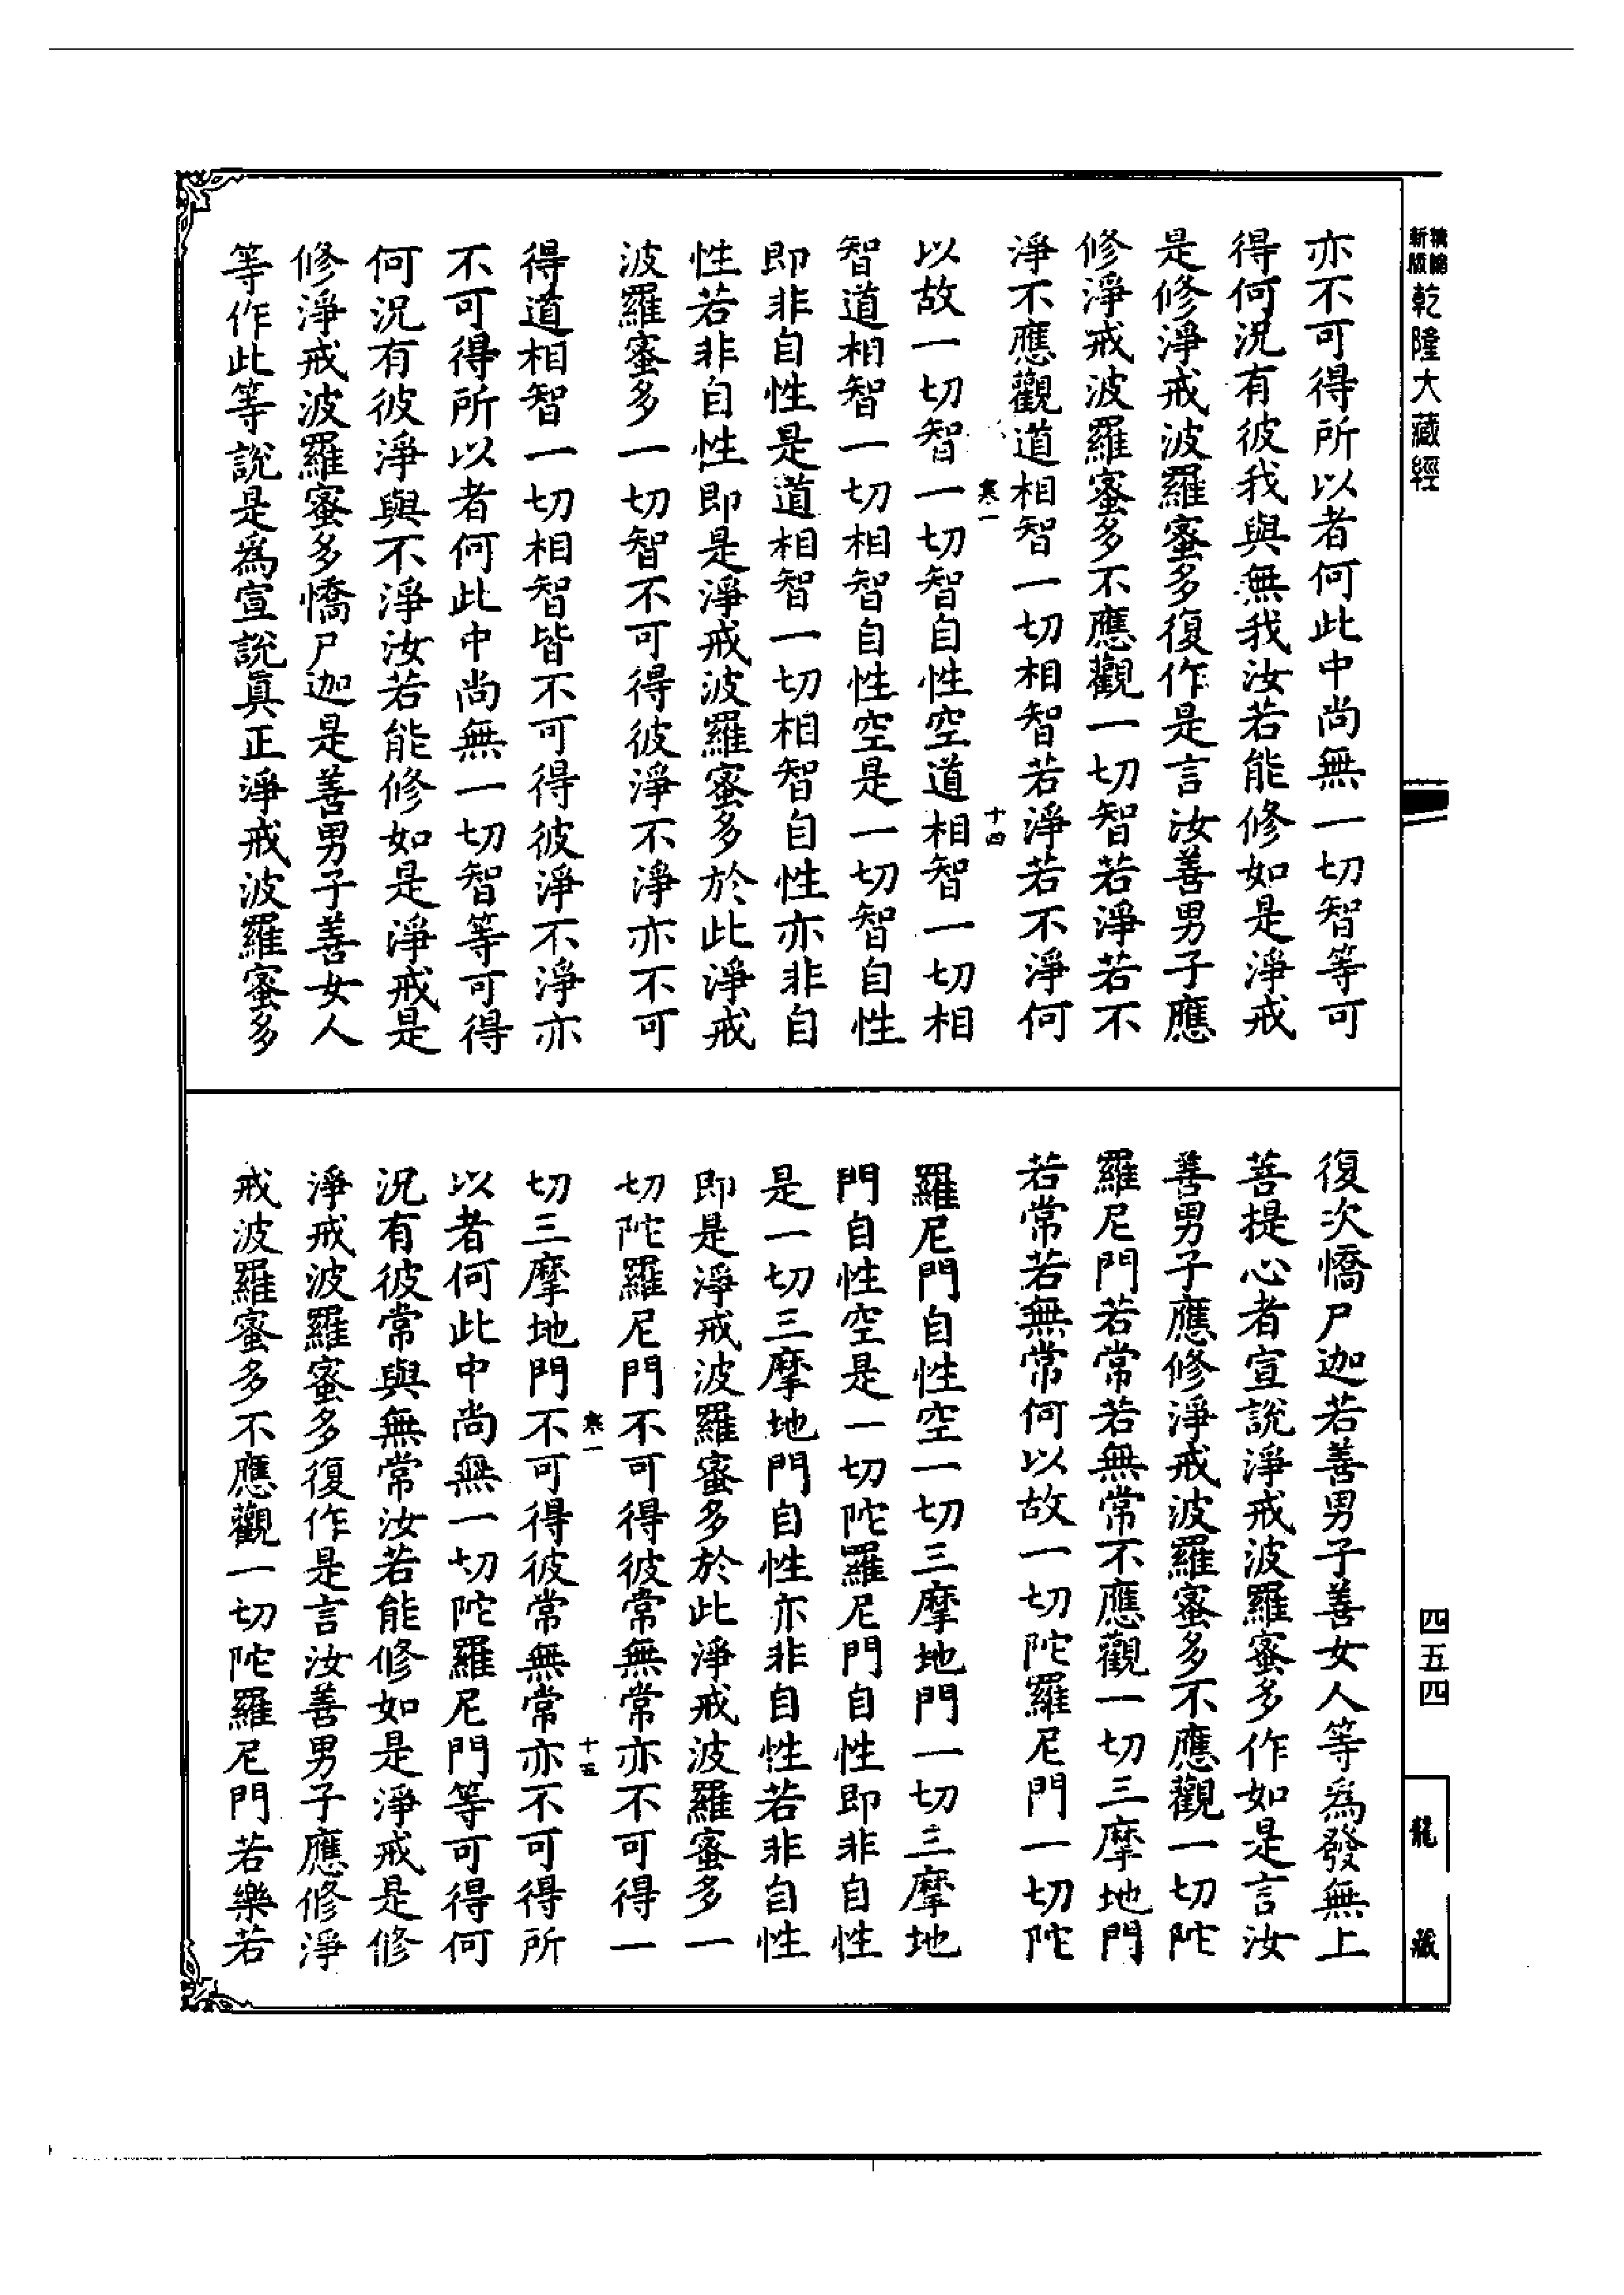 精編
新版
乾隆大藏經
亦不可得所以者何此中尚無一切智等可
得何況有彼我與無我汝若能修如是淨戒
是修淨戒波羅蜜多復作是言汝善男子應
修淨戒波羅蜜多不應觀一切智若淨若不
淨不應觀道相智一切相智若淨若不淨何
寒一
十四
以故一切智一切智自性空道相智一切相
智道相智一切相智自性空是一切智自性
即非自性是道相智一切相智自性亦非自
性若非自性即是淨戒波羅蜜多於此淨戒
波羅蜜多一切智不可得彼淨不淨亦不可
得道相智一切相智皆不可得彼淨不淨亦
不可得所以者何此中尚無一切智等可得
何況有彼淨與不淨汝若能修如是淨戒是
修淨戒波羅蜜多憍尸迦是善男子善女人
等作此等說是為宣說真正淨戒波羅蜜多
復次憍尸迦若善男子善女人等為發無上
菩提心者宣說淨戒波羅蜜多作如是言汝
善男子應修淨戒波羅蜜多不應觀一切陀
羅尼門若常若無常不應觀一切三摩地門
若常若無常何以故一切陀羅尼門一切陀
羅尼門自性空一切三摩地門一切三摩地
門自性空是一切陀羅尼門自性即非自性
是一切三摩地門自性亦非自性若非自性
即是淨戒波羅蜜多於此淨戒波羅蜜多一
切陀羅尼門不可得彼常無常亦不可得一
寒一
十五
切三摩地門不可得彼常無常亦不可得所
以者何此中尚無一切陀羅尼門等可得何
況有彼常與無常汝若能修如是淨戒是修
淨戒波羅蜜多復作是言汝善男子應修淨
戒波羅蜜多不應觀一切陀羅尼門若樂若
四五四
龍藏